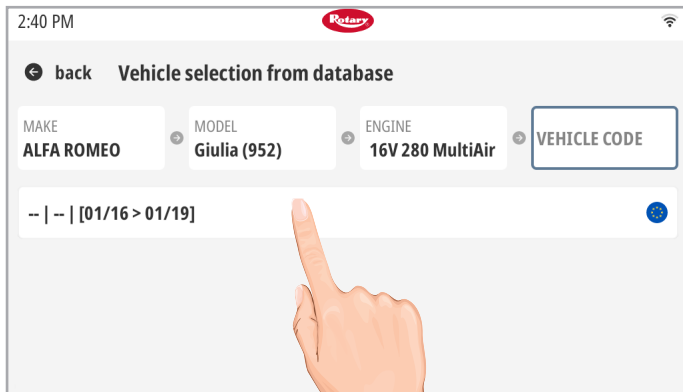 2:40 PM
Rotary
back Vehicle selection from database
MAKE
ALFA ROMEO
MODEL
Giulia (952)
ENGINE
16V 280 MultiAir
VEHICLE CODE
-- | -- | [01/16 > 01/19]